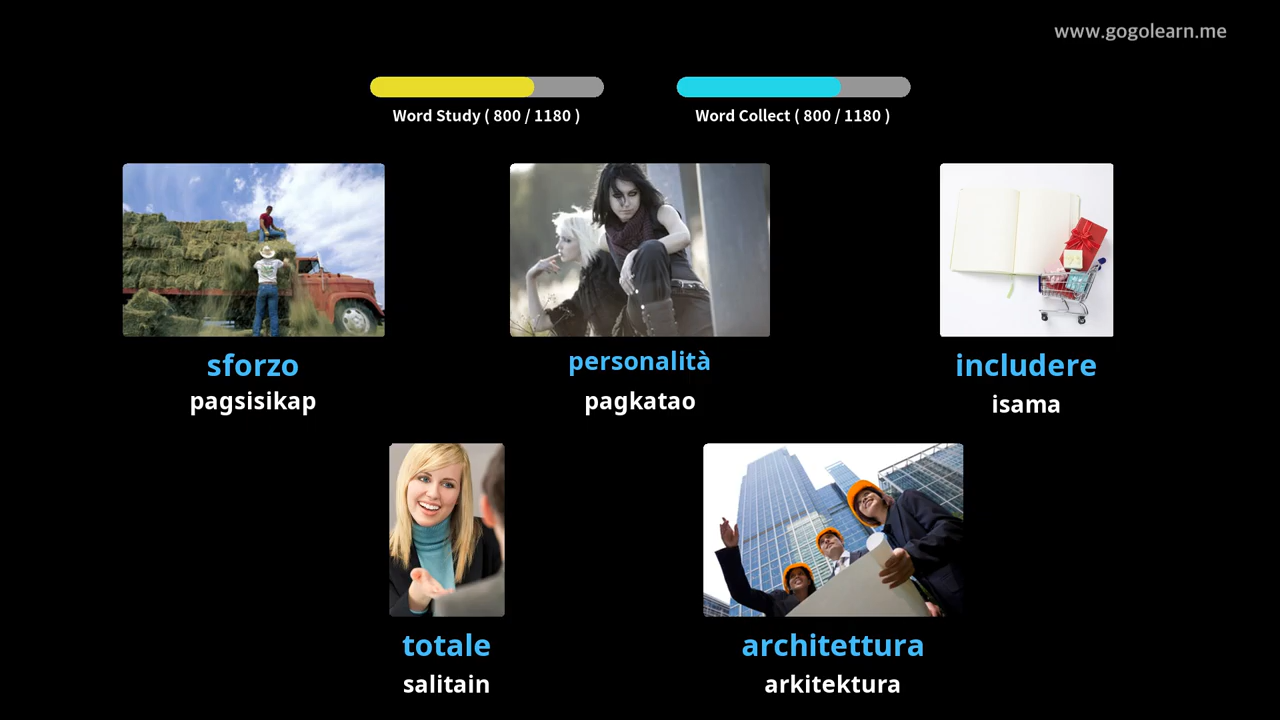 www.gogolearn.me
Word Study ( 800 / 1180 )
Word Collect ( 800 / 1180 )
sforzo
pagsisikap
personalità
pagkatao
includere
isama
totale
salitain
architettura
arkitektura